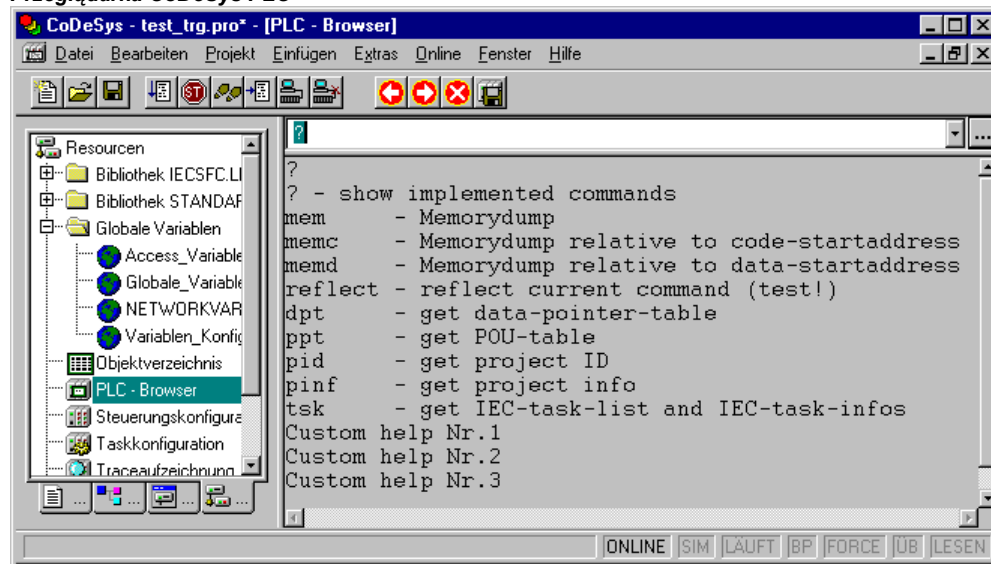 CoDeSys - test_trg.pro* - [PLC - Browser]
Datei Bearbeiten Projekt Einfügen Extras Online Fenster Hilfe
?
...
Resourcen
Bibliothek IECSFC.LI
Bibliothek STANDAR
Globale Variablen
Access_Variable
Globale_Variable
NETWORKVAR
Variablen_Konfig
Objektverzeichnis
PLC - Browser
Steuerungskonfigura
Taskkonfiguration
Traceaufzeichnung
... ... ... ...
?
? - show implemented commands
mem - Memorydump
memc - Memorydump relative to code-startaddress
memd - Memorydump relative to data-startaddress
reflect - reflect current command (test!)
dpt - get data-pointer-table
ppt - get POU-table
pid - get project ID
pinf - get project info
tsk - get IEC-task-list and IEC-task-infos
Custom help Nr.1
Custom help Nr.2
Custom help Nr.3
ONLINE SIM LÄUFT BP FORCE ÜB LESEN